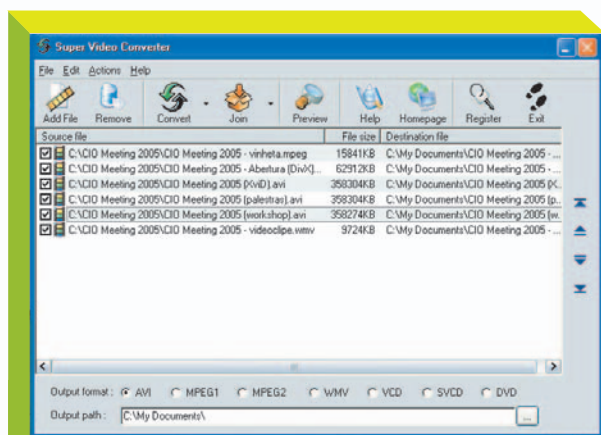 Super Video Converter
File Edit Actions Help
Add File Remove Convert Join Preview Help Homepage Register Exit
Source file File size Destination file
C:\CIO Meeting 2005\CIO Meeting 2005 - vinheta.mpeg 15841KB C:\My Documents\CIO Meeting 2005 - ...
C:\CIO Meeting 2005\CIO Meeting 2005 - Abertura (DivX)... 62912KB C:\My Documents\CIO Meeting 2005 - ...
C:\CIO Meeting 2005\CIO Meeting 2005 (XviD).avi 358304KB C:\My Documents\CIO Meeting 2005 (X..
C:\CIO Meeting 2005\CIO Meeting 2005 (palestras).avi 358304KB C:\My Documents\CIO Meeting 2005 (p..
C:\CIO Meeting 2005\CIO Meeting 2005 (workshop).avi 358274KB C:\My Documents\CIO Meeting 2005 (w..
C:\CIO Meeting 2005\CIO Meeting 2005 - videoclipe.wmv 9724KB C:\My Documents\CIO Meeting 2005 - ...
Output format: AVI MPEG1 MPEG2 WMV VCD SVCD DVD
Output path: C:\My Documents\ ...